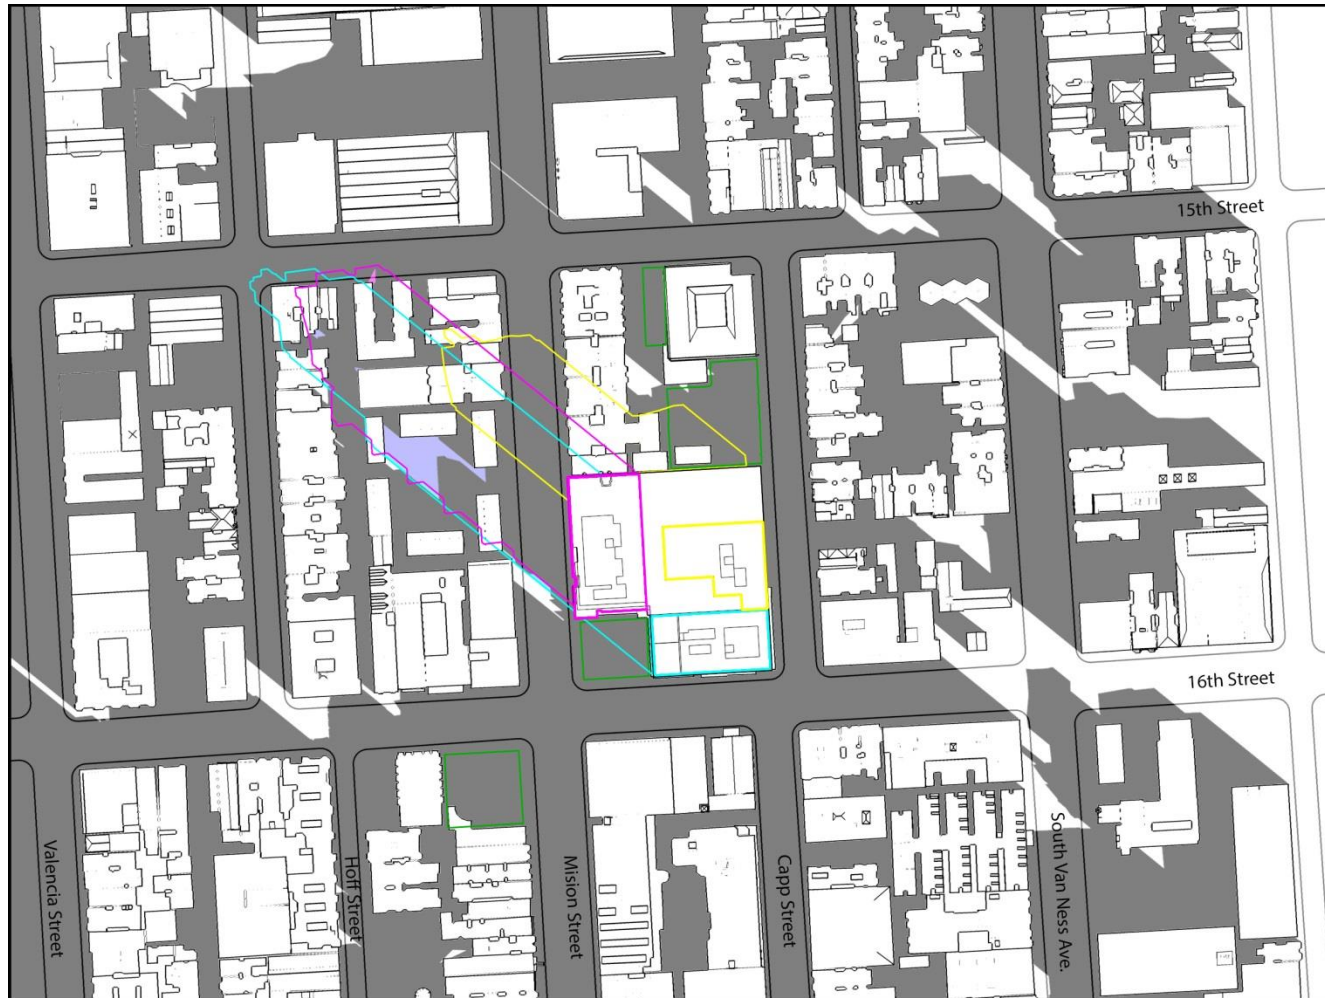 15th Street
16th Street
Valencia Street
Hoff Street
Mision Street
Capp Street
South Van Ness Ave.